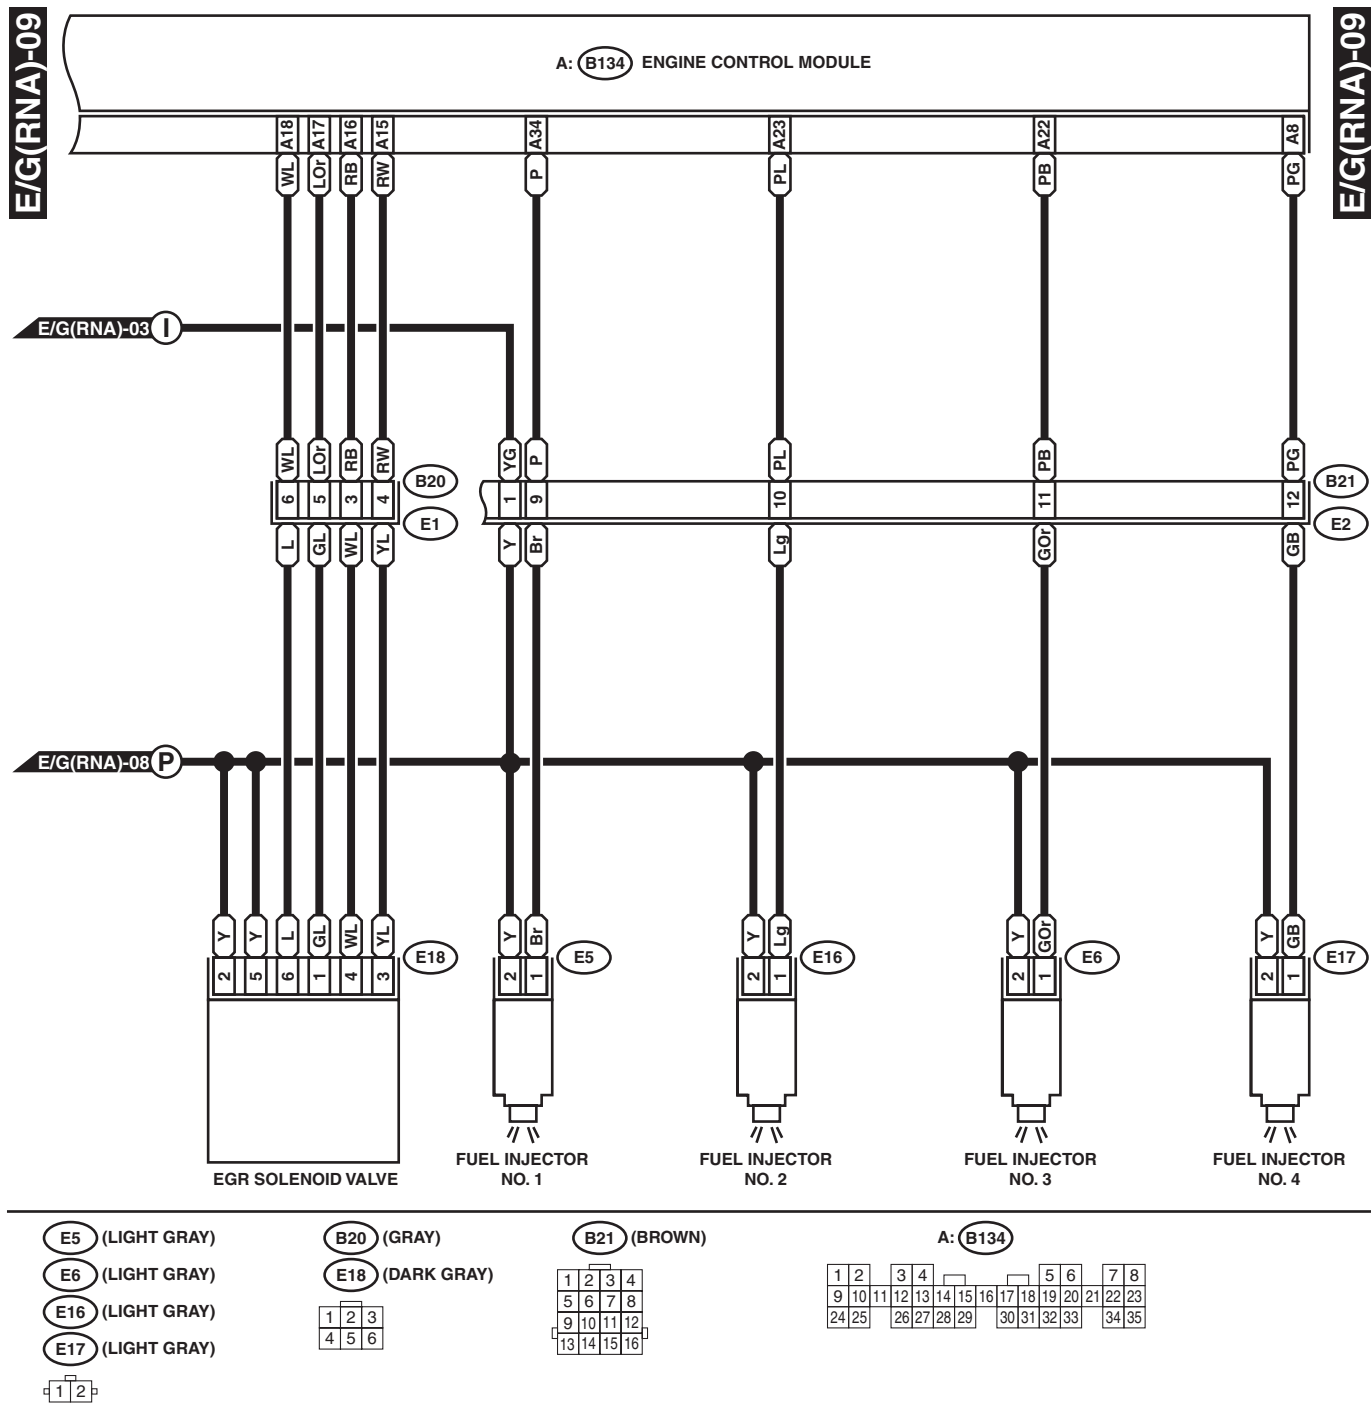 E/G(RNA)-09
E/G(RNA)-09
A: B134 ENGINE CONTROL MODULE
A18 A17 A16 A15 A34 A23 A22 A8
WL LOr RB RW P PL PB PG
E/G(RNA)-03 I
WL LOr RB RW YG P PL PB PG
6 5 3 4 B20 1 9 10 11 12 B21
E1 E2
L GL WL YL Y Br Lg GOr GB
E/G(RNA)-08 P
Y Y L GL WL YL Y Br Y Lg Y GOr Y GB
2 5 6 1 4 3 E18 2 1 E5 2 1 E16 2 1 E6 2 1 E17
EGR SOLENOID VALVE
FUEL INJECTOR
NO. 1
FUEL INJECTOR
NO. 2
FUEL INJECTOR
NO. 3
FUEL INJECTOR
NO. 4
E5 (LIGHT GRAY)
E6 (LIGHT GRAY)
E16 (LIGHT GRAY)
E17 (LIGHT GRAY)
1 2
B20 (GRAY)
E18 (DARK GRAY)
1 2 3
4 5 6
B21 (BROWN)
1 2 3 4
5 6 7 8
9 10 11 12
13 14 15 16
A: B134
1 2 3 4 5 6 7 8
9 10 11 12 13 14 15 16 17 18 19 20 21 22 23
24 25 26 27 28 29 30 31 32 33 34 35